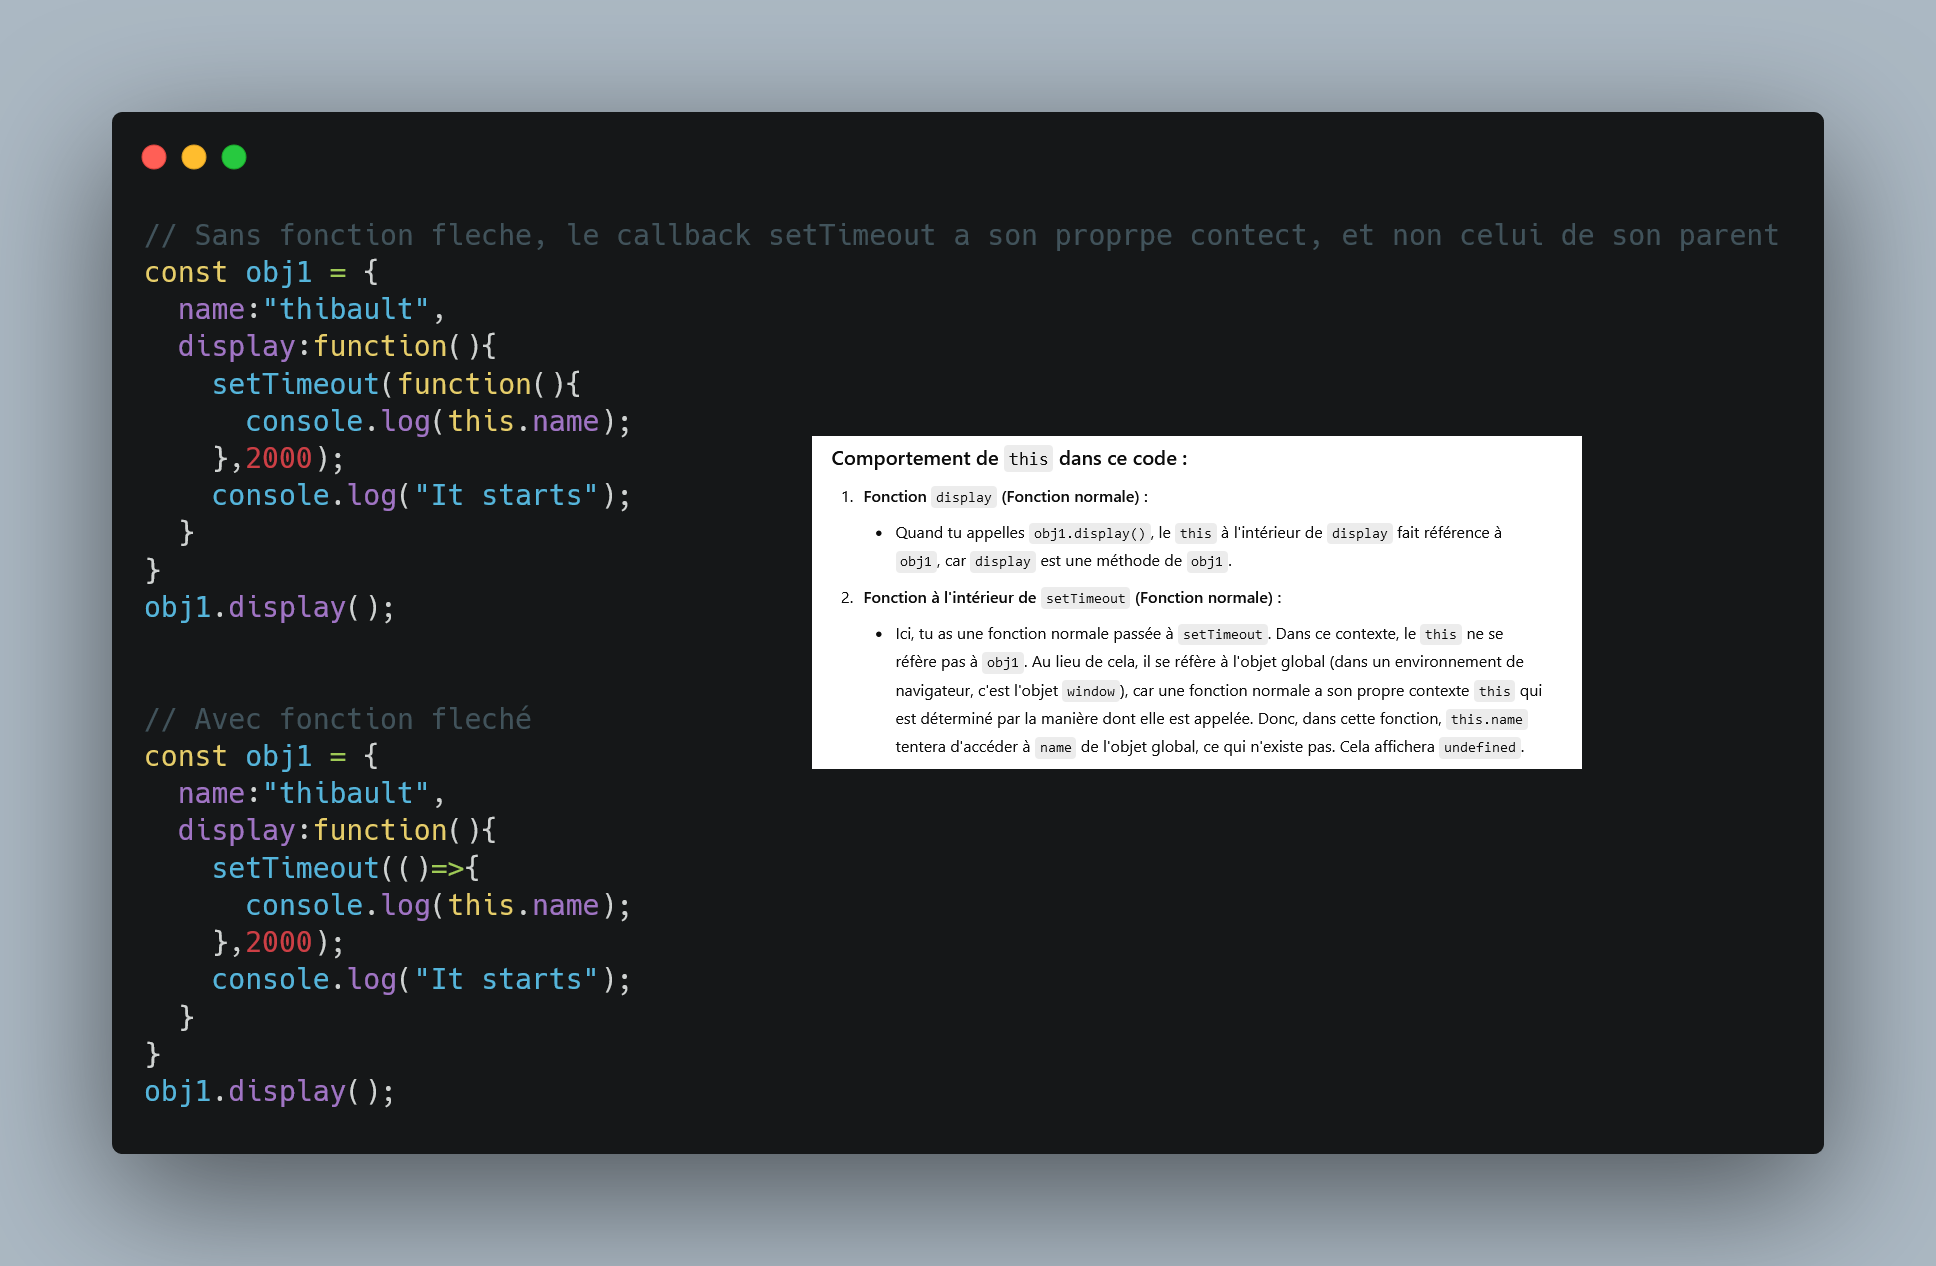 // Sans fonction fleche, le callback setTimeout a son proprpe contect, et non celui de son parent
const obj1 = {
  name:"thibault",
  display:function(){
    setTimeout(function(){
      console.log(this.name);
    },2000);
    console.log("It starts");
  }
}
obj1.display();
// Avec fonction fleché
const obj1 = {
  name:"thibault",
  display:function(){
    setTimeout(()=>{
      console.log(this.name);
    },2000);
    console.log("It starts");
  }
}
obj1.display();
Comportement de this dans ce code :
1. Fonction display (Fonction normale) :
• Quand tu appelles obj1.display(), le this à l'intérieur de display fait référence à
obj1, car display est une méthode de obj1.
2. Fonction à l'intérieur de setTimeout (Fonction normale) :
• Ici, tu as une fonction normale passée à setTimeout. Dans ce contexte, le this ne se
réfère pas à obj1. Au lieu de cela, il se réfère à l'objet global (dans un environnement de
navigateur, c'est l'objet window), car une fonction normale a son propre contexte this qui
est déterminé par la manière dont elle est appelée. Donc, dans cette fonction, this.name
tentera d'accéder à name de l'objet global, ce qui n'existe pas. Cela affichera undefined.